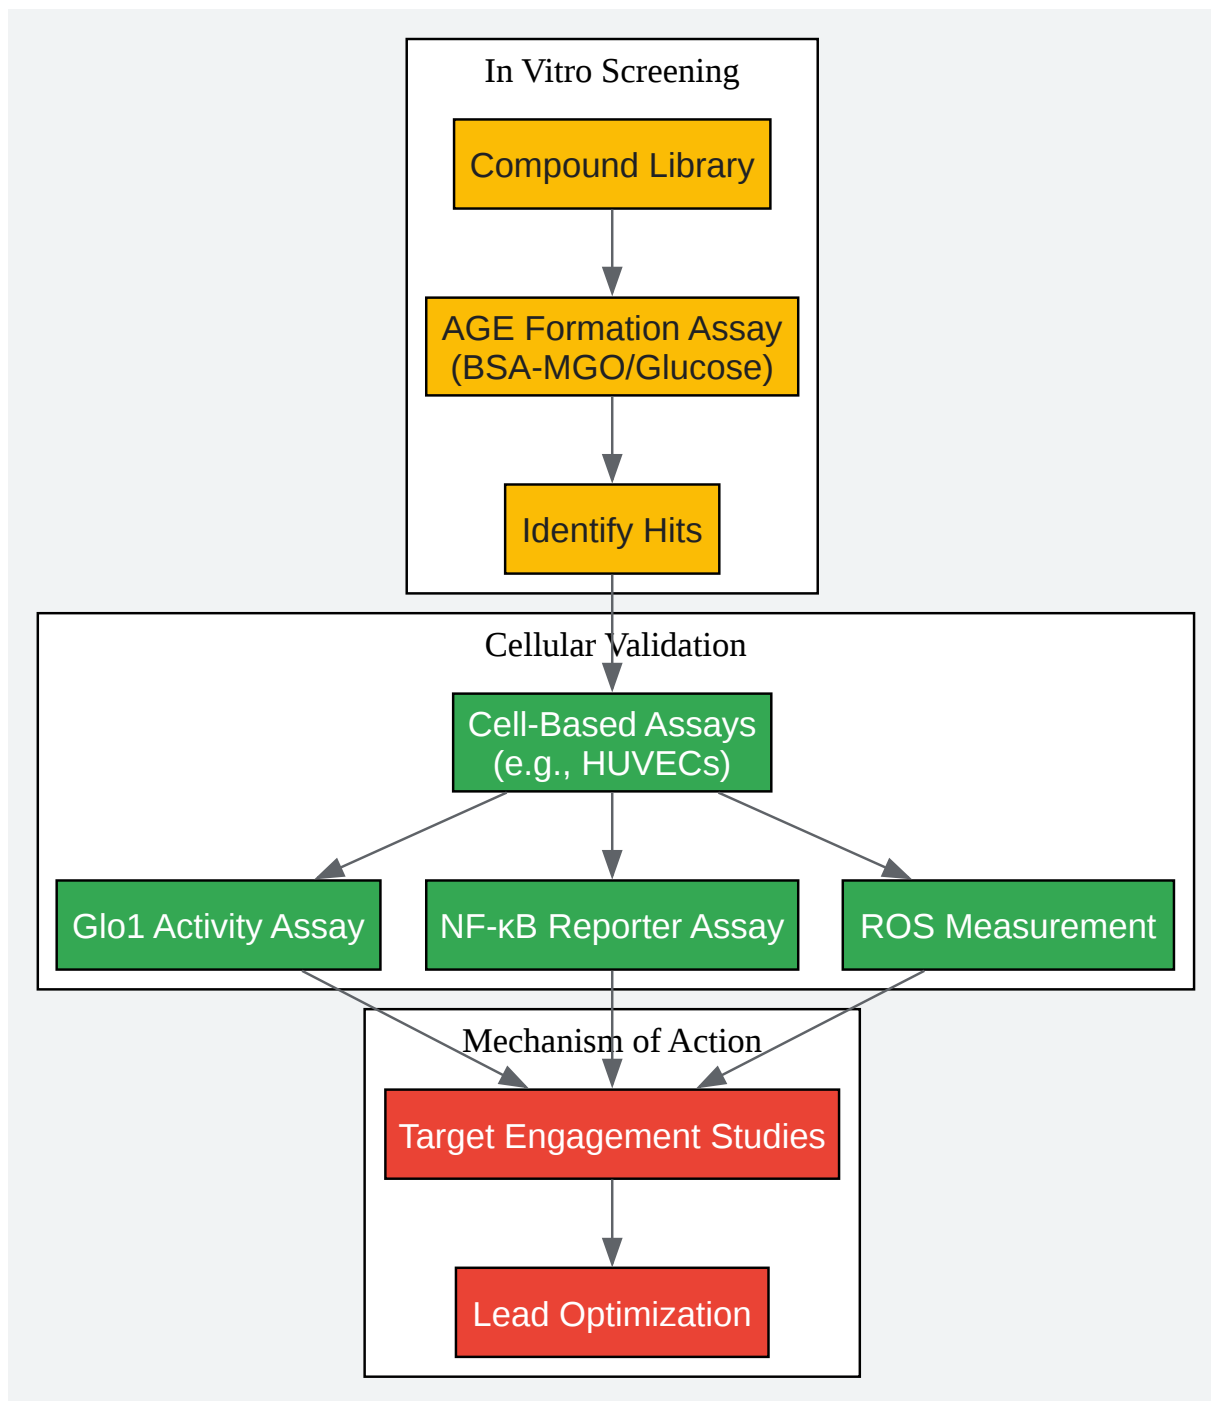 In Vitro Screening
Compound Library
AGE Formation Assay
(BSA-MGO/Glucose)
Identify Hits
Cellular Validation
Cell-Based Assays
(e.g., HUVECs)
Glo1 Activity Assay
NF-κB Reporter Assay
ROS Measurement
Mechanism of Action
Target Engagement Studies
Lead Optimization